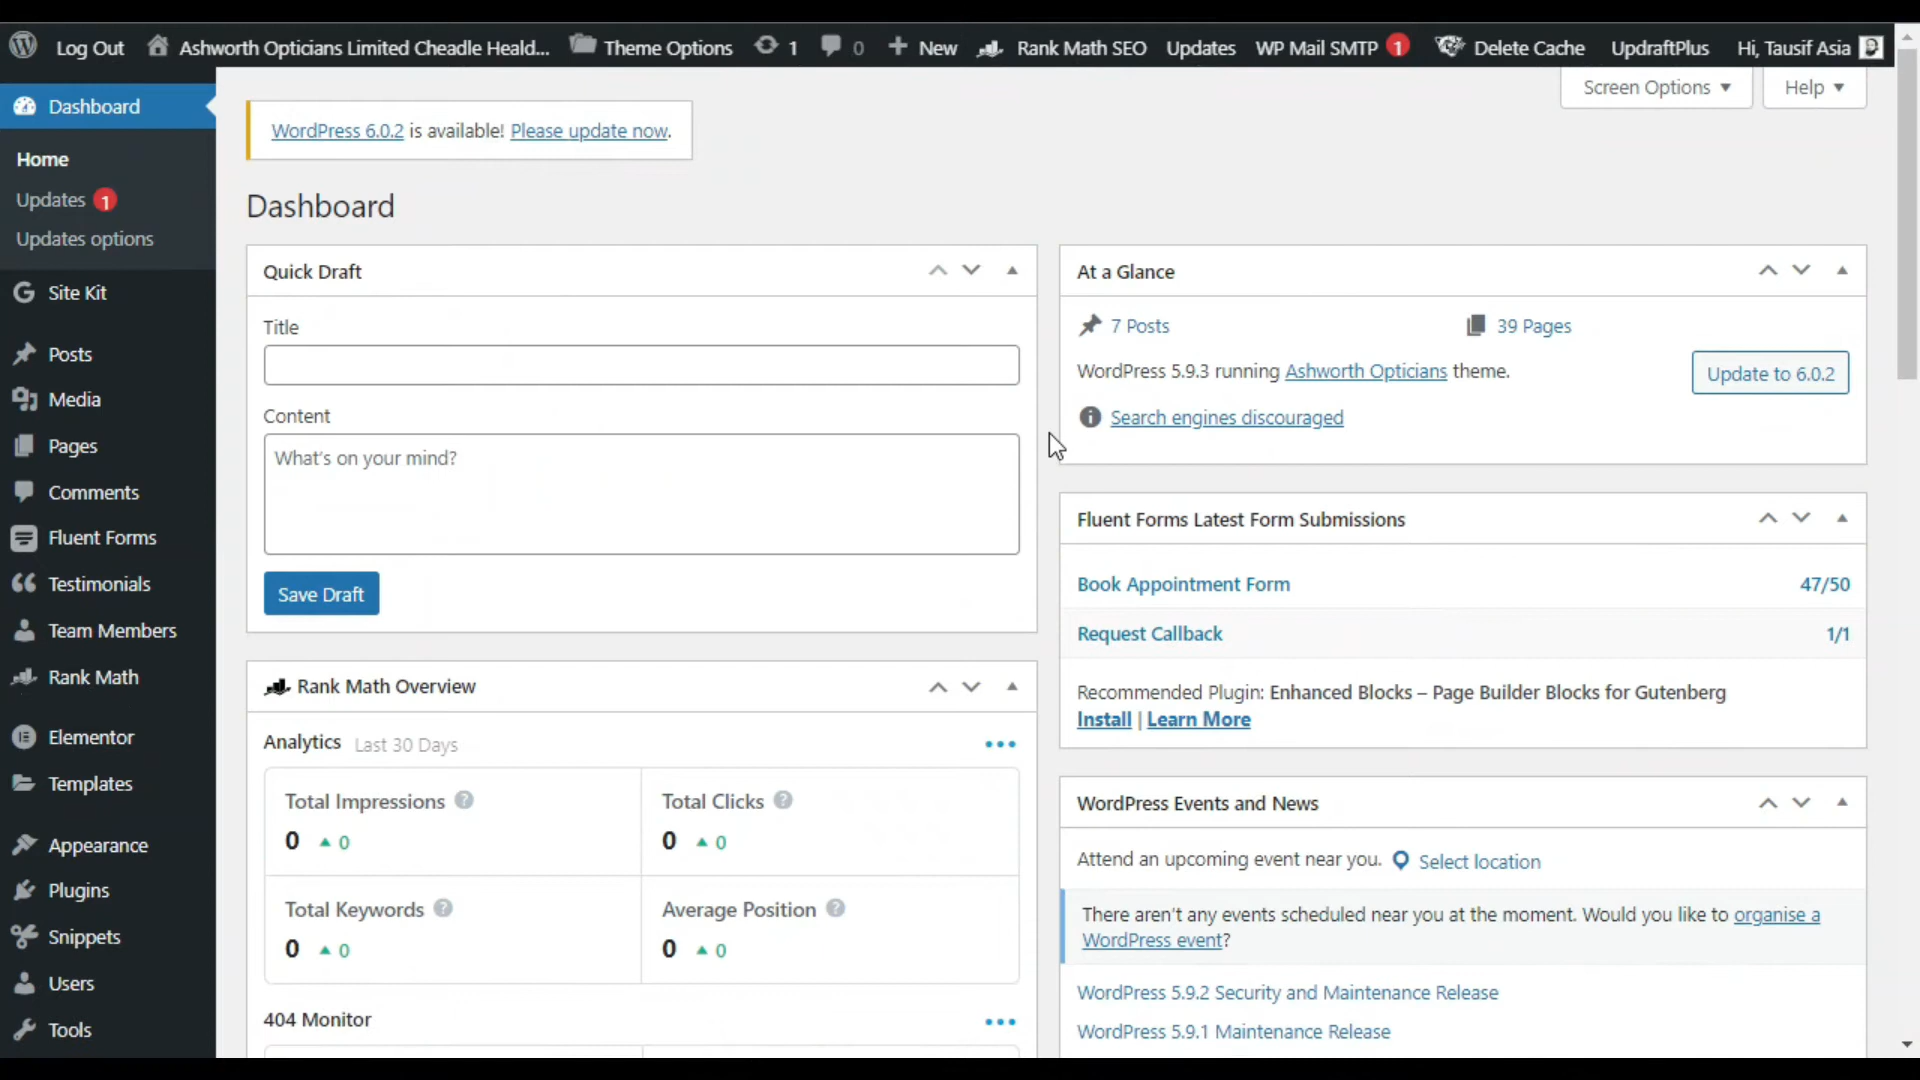 Log Out Ashworth Opticians Limited Cheadle Heald... Theme Options 1 0 New Rank Math SEO Updates WP Mail SMTP 1 Delete Cache UpdraftPlus Hi, Tausif Asia
Screen Options Help
Dashboard
Home
Updates 1
Updates options
Site Kit
Posts
Media
Pages
Comments
Fluent Forms
Testimonials
Team Members
Rank Math
Elementor
Templates
Appearance
Plugins
Snippets
Users
Tools
WordPress 6.0.2 is available! Please update now.
Dashboard
Quick Draft
Title
Content
What's on your mind?
Save Draft
Rank Math Overview
Analytics Last 30 Days
Total Impressions
0 0
Total Clicks
0 0
Total Keywords
0 0
Average Position
0 0
404 Monitor
At a Glance
7 Posts
39 Pages
WordPress 5.9.3 running Ashworth Opticians theme.
Update to 6.0.2
Search engines discouraged
Fluent Forms Latest Form Submissions
Book Appointment Form 47/50
Request Callback 1/1
Recommended Plugin: Enhanced Blocks – Page Builder Blocks for Gutenberg
Install | Learn More
WordPress Events and News
Attend an upcoming event near you. Select location
There aren't any events scheduled near you at the moment. Would you like to organise a
WordPress event?
WordPress 5.9.2 Security and Maintenance Release
WordPress 5.9.1 Maintenance Release